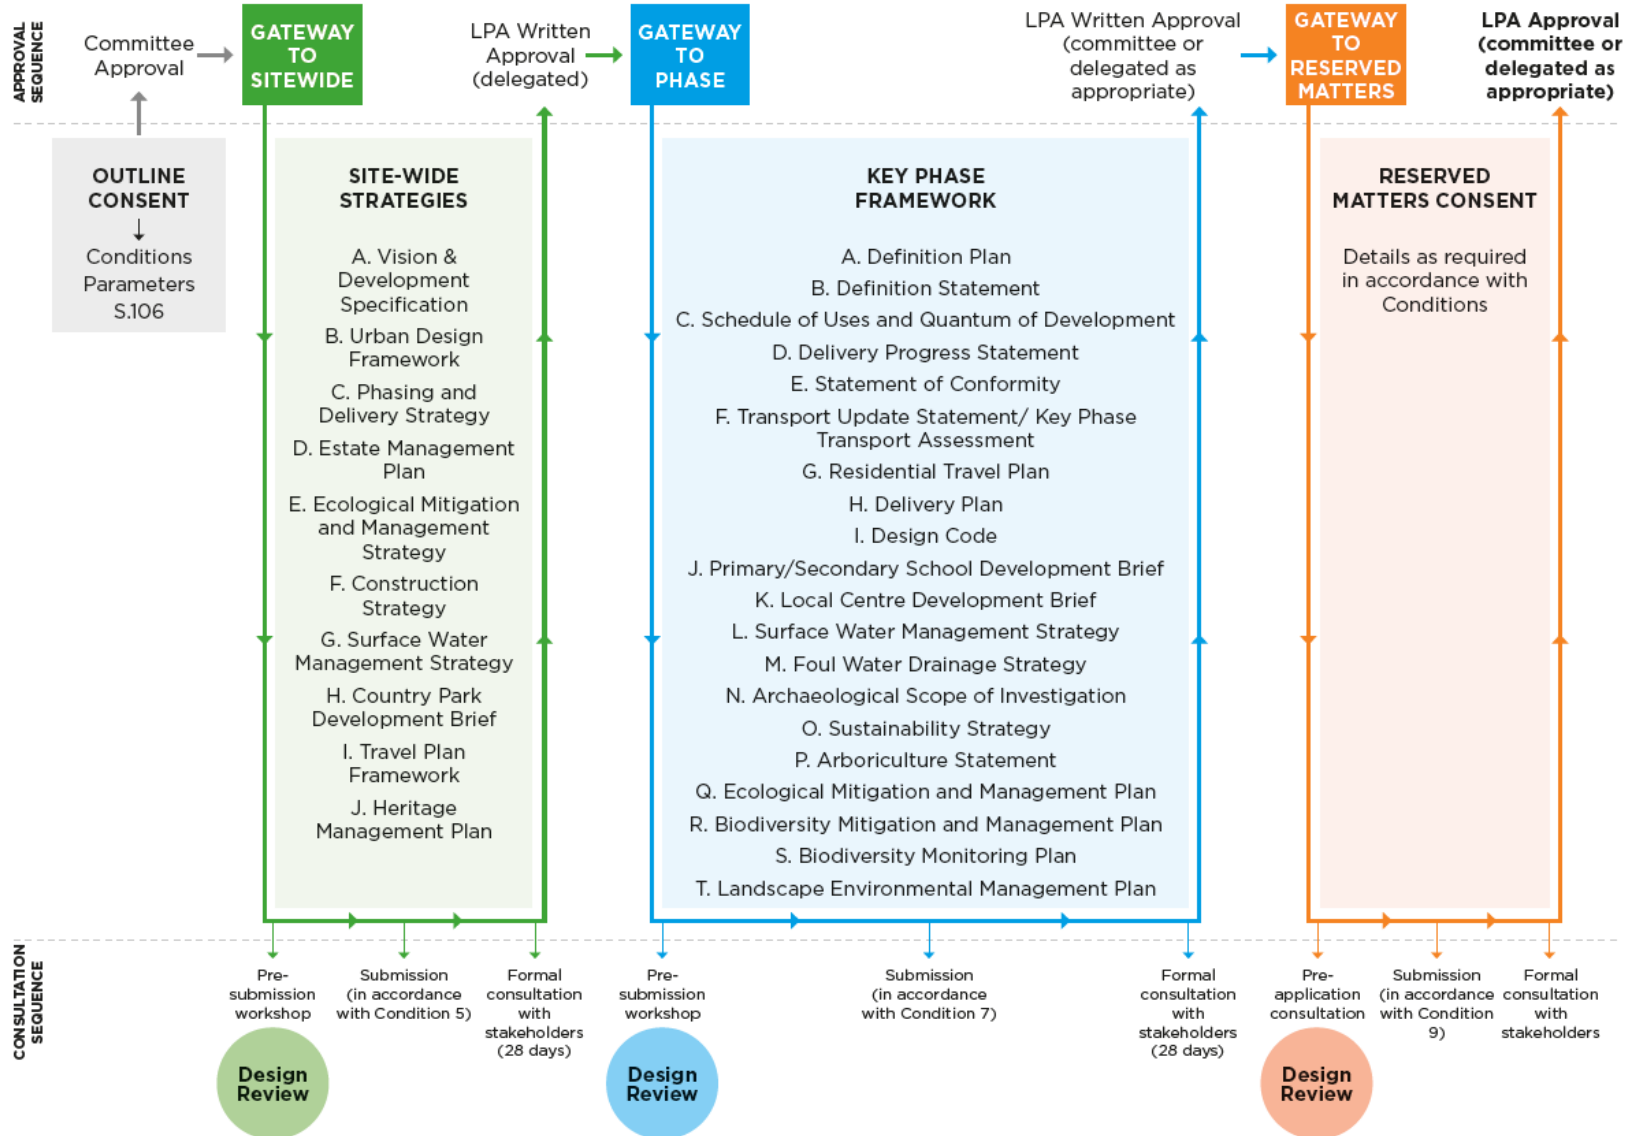 APPROVAL
SEQUENCE
Committee
Approval
GATEWAY
TO
SITEWIDE
LPA Written
Approval
(delegated)
GATEWAY
TO
PHASE
LPA Written Approval
(committee or
delegated as
appropriate)
GATEWAY
TO
RESERVED
MATTERS
LPA Approval
(committee or
delegated as
appropriate)
OUTLINE
CONSENT
Conditions
Parameters
S.106
SITE-WIDE
STRATEGIES
A. Vision &
Development
Specification
B. Urban Design
Framework
C. Phasing and
Delivery Strategy
D. Estate Management
Plan
E. Ecological Mitigation
and Management
Strategy
F. Construction
Strategy
G. Surface Water
Management Strategy
H. Country Park
Development Brief
I. Travel Plan
Framework
J. Heritage
Management Plan
KEY PHASE
FRAMEWORK
A. Definition Plan
B. Definition Statement
C. Schedule of Uses and Quantum of Development
D. Delivery Progress Statement
E. Statement of Conformity
F. Transport Update Statement/ Key Phase
Transport Assessment
G. Residential Travel Plan
H. Delivery Plan
I. Design Code
J. Primary/Secondary School Development Brief
K. Local Centre Development Brief
L. Surface Water Management Strategy
M. Foul Water Drainage Strategy
N. Archaeological Scope of Investigation
O. Sustainability Strategy
P. Arboriculture Statement
Q. Ecological Mitigation and Management Plan
R. Biodiversity Mitigation and Management Plan
S. Biodiversity Monitoring Plan
T. Landscape Environmental Management Plan
RESERVED
MATTERS CONSENT
Details as required
in accordance with
Conditions
CONSULTATION
SEQUENCE
Pre-
submission
workshop
Design
Review
Submission
(in accordance
with Condition 5)
Formal
consultation
with
stakeholders
(28 days)
Pre-
submission
workshop
Design
Review
Submission
(in accordance
with Condition 7)
Formal
consultation
with
stakeholders
(28 days)
Pre-
application
consultation
Design
Review
Submission
(in accordance
with Condition
9)
Formal
consultation
with
stakeholders